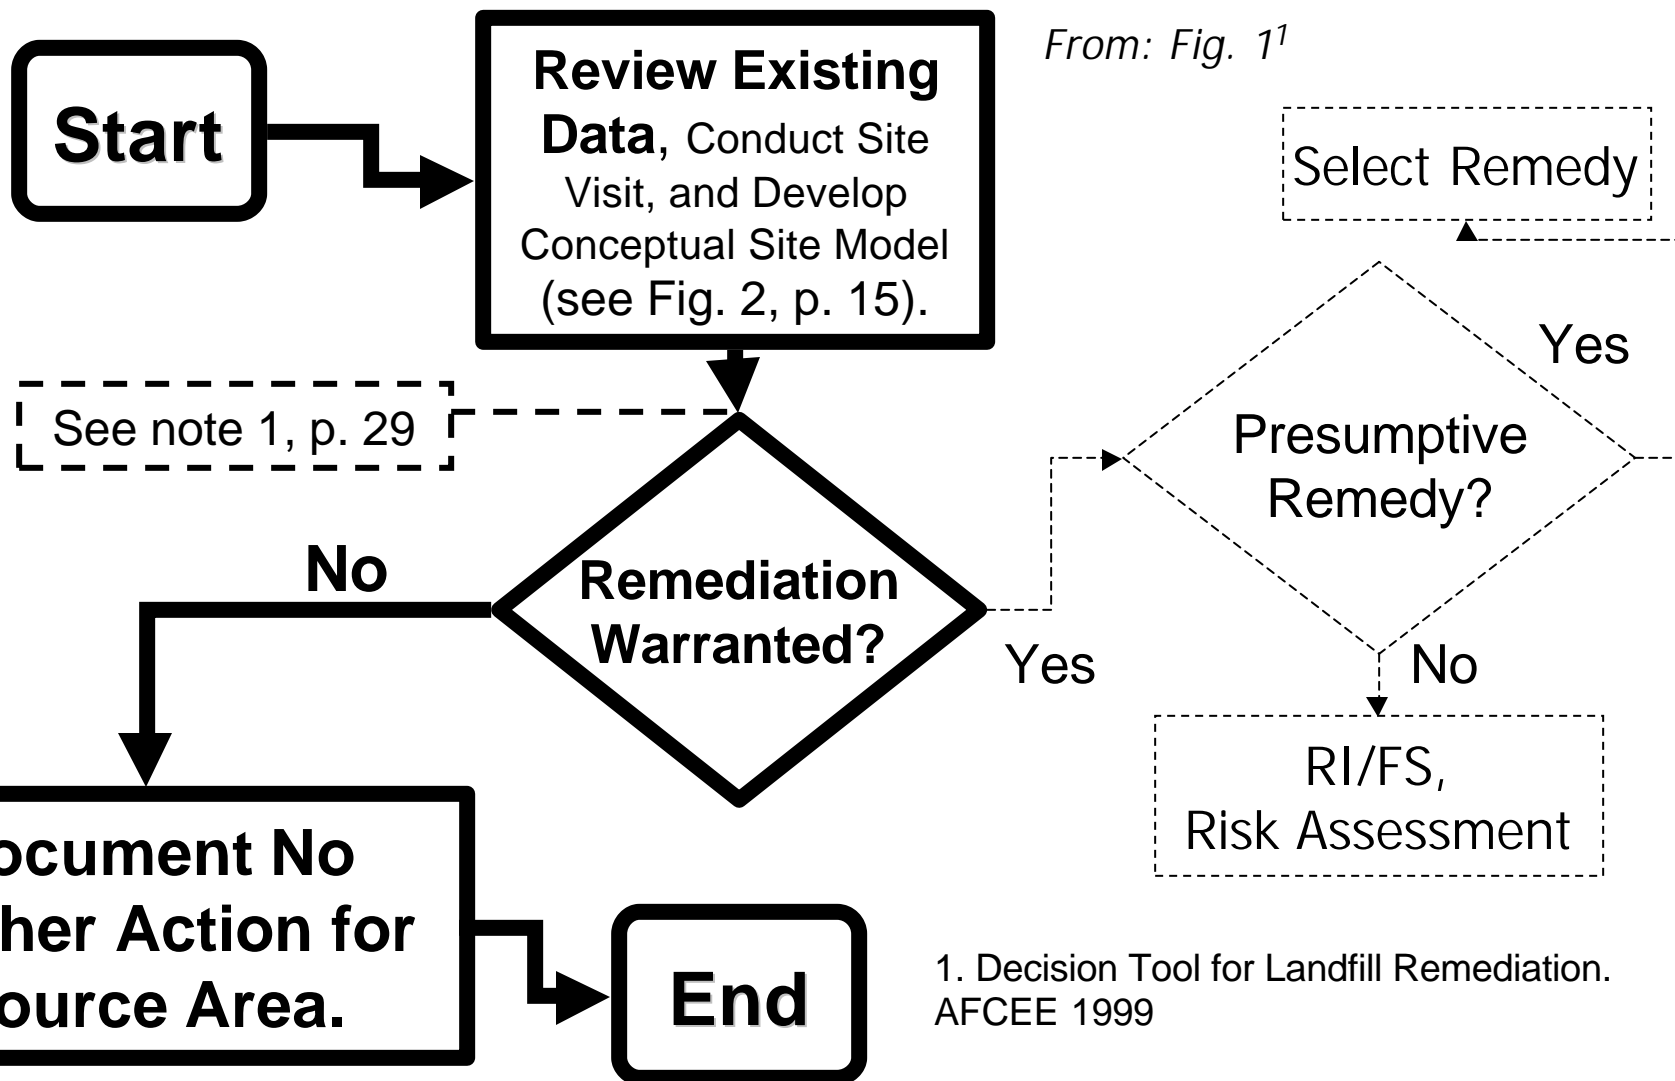 Start
Review Existing
Data, Conduct Site
Visit, and Develop
Conceptual Site Model
(see Fig. 2, p. 15).
From: Fig. 1¹
Select Remedy
See note 1, p. 29
Yes
Presumptive
Remedy?
No
Remediation
Warranted?
Yes
No
RI/FS,
Risk Assessment
ocument No
her Action for
ource Area.
End
1. Decision Tool for Landfill Remediation.
AFCEE 1999